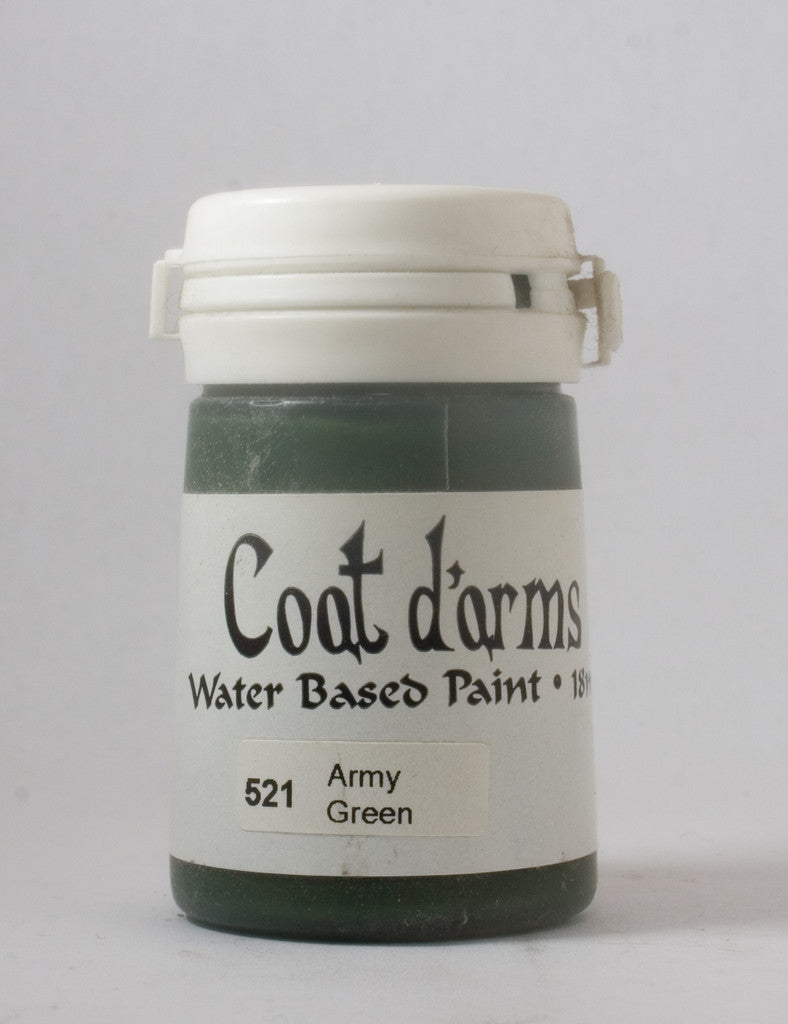 Coat d'arms
Water Based Paint • 18
521 Army
Green